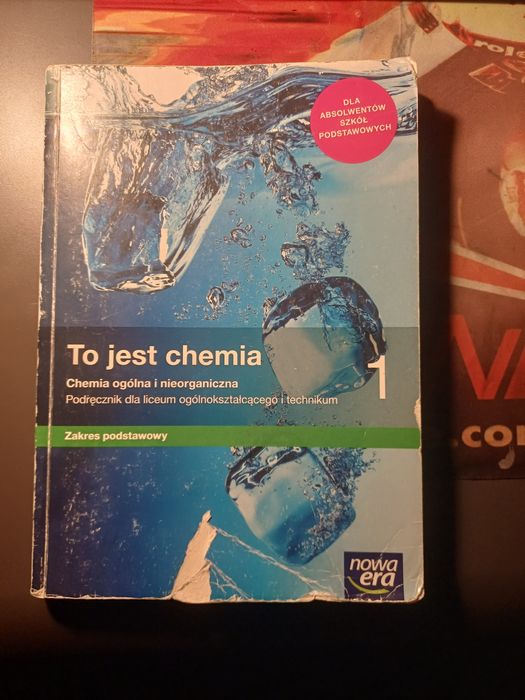 DLA
ABSOLWENTÓW
SZKÓŁ
PODSTAWOWYCH
To jest chemia
1
Chemia ogólna i nieorganiczna
Podręcznik dla liceum ogólnokształcącego i technikum
Zakres podstawowy
nowa
era
.CO